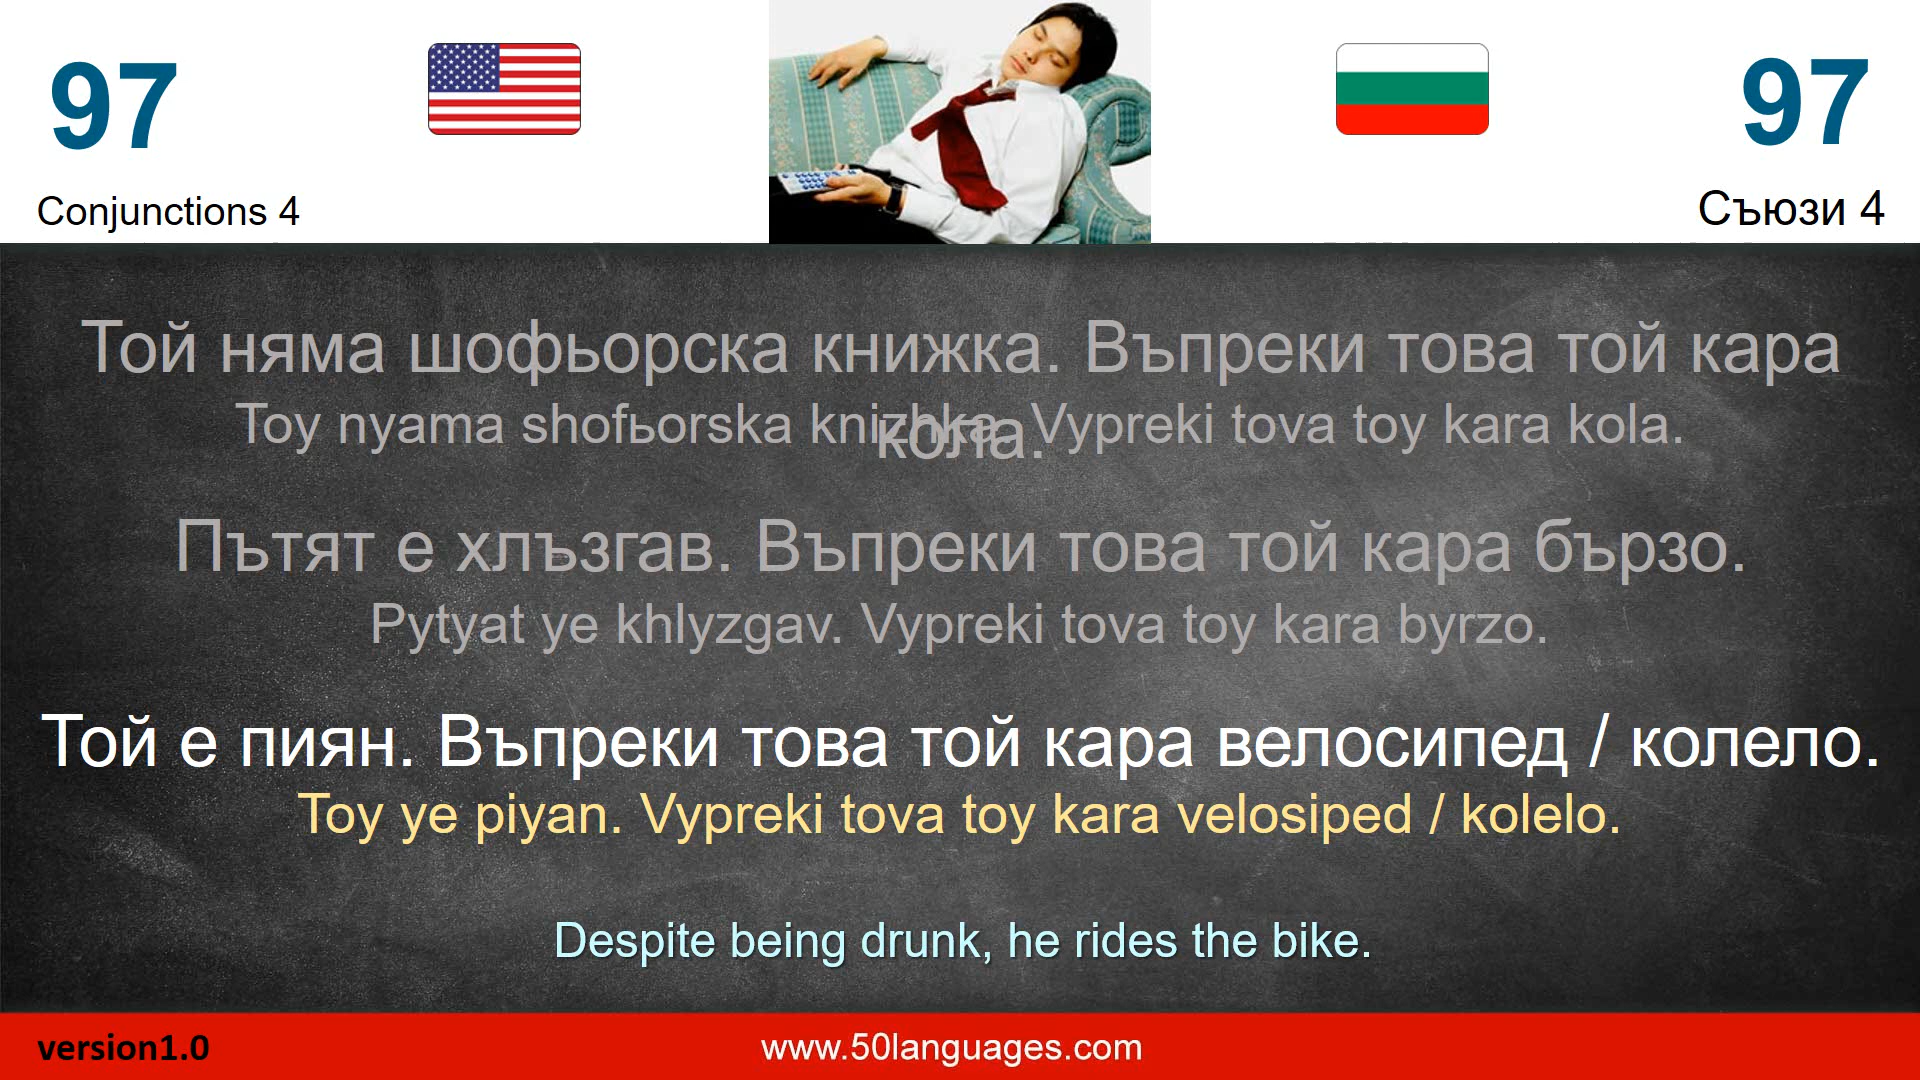 97
97
Conjunctions 4
Съюзи 4
Той няма шофьорска книжка. Въпреки това той кара
кола.
Toy nyama shofьorska knizhka. Vypreki tova toy kara kola.
Пътят е хлъзгав. Въпреки това той кара бързо.
Pytyat ye khlyzgav. Vypreki tova toy kara byrzo.
Той е пиян. Въпреки това той кара велосипед / колело.
Toy ye piyan. Vypreki tova toy kara velosiped / kolelo.
Despite being drunk, he rides the bike.
version1.0
www.50languages.com